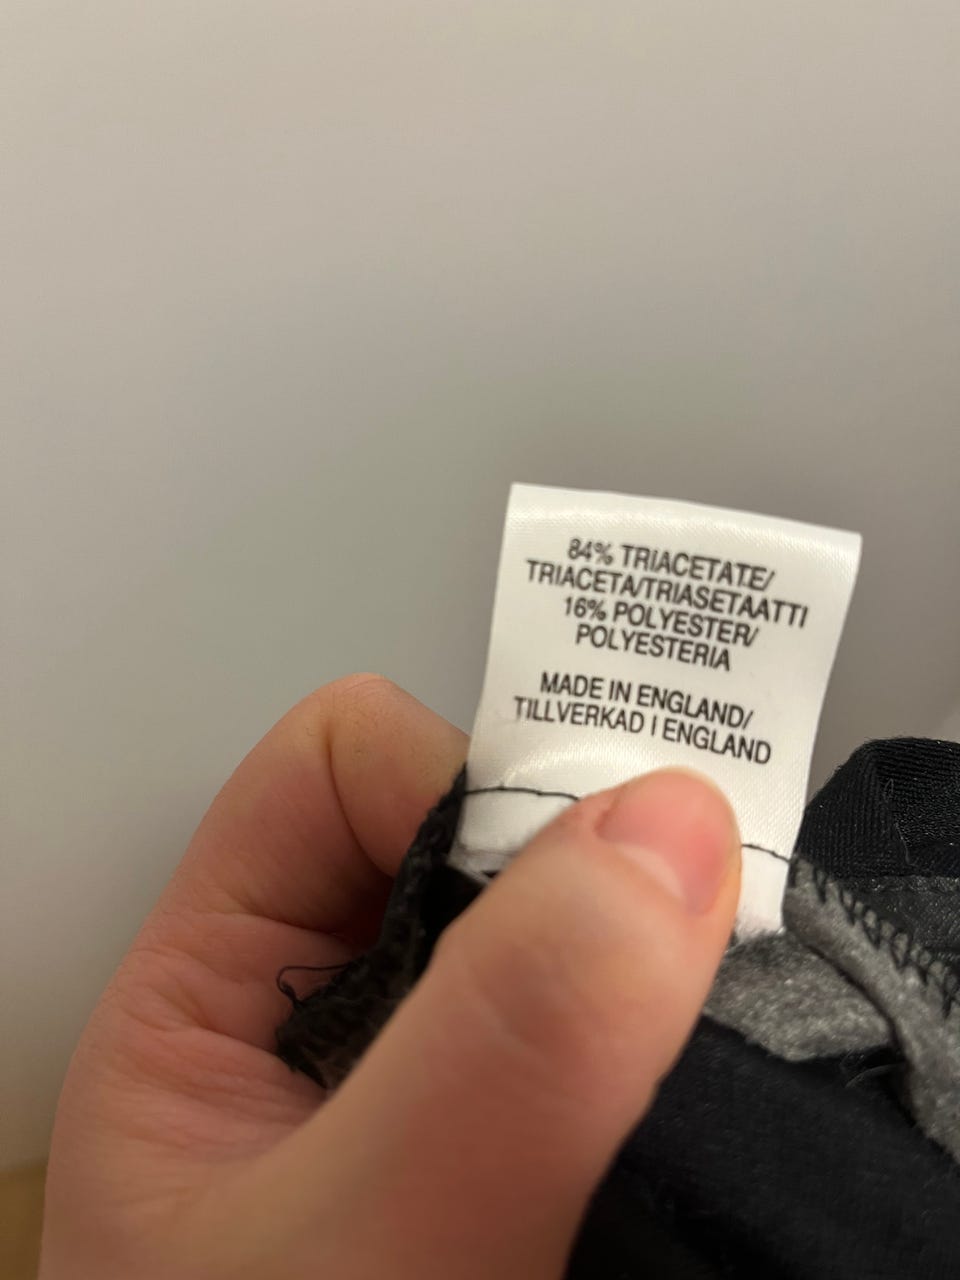 84% TRIACETATE/
TRIACETA/TRIASETAATTI
16% POLYESTER/
POLYESTERIA
MADE IN ENGLAND/
TILLVERKAD I ENGLAND